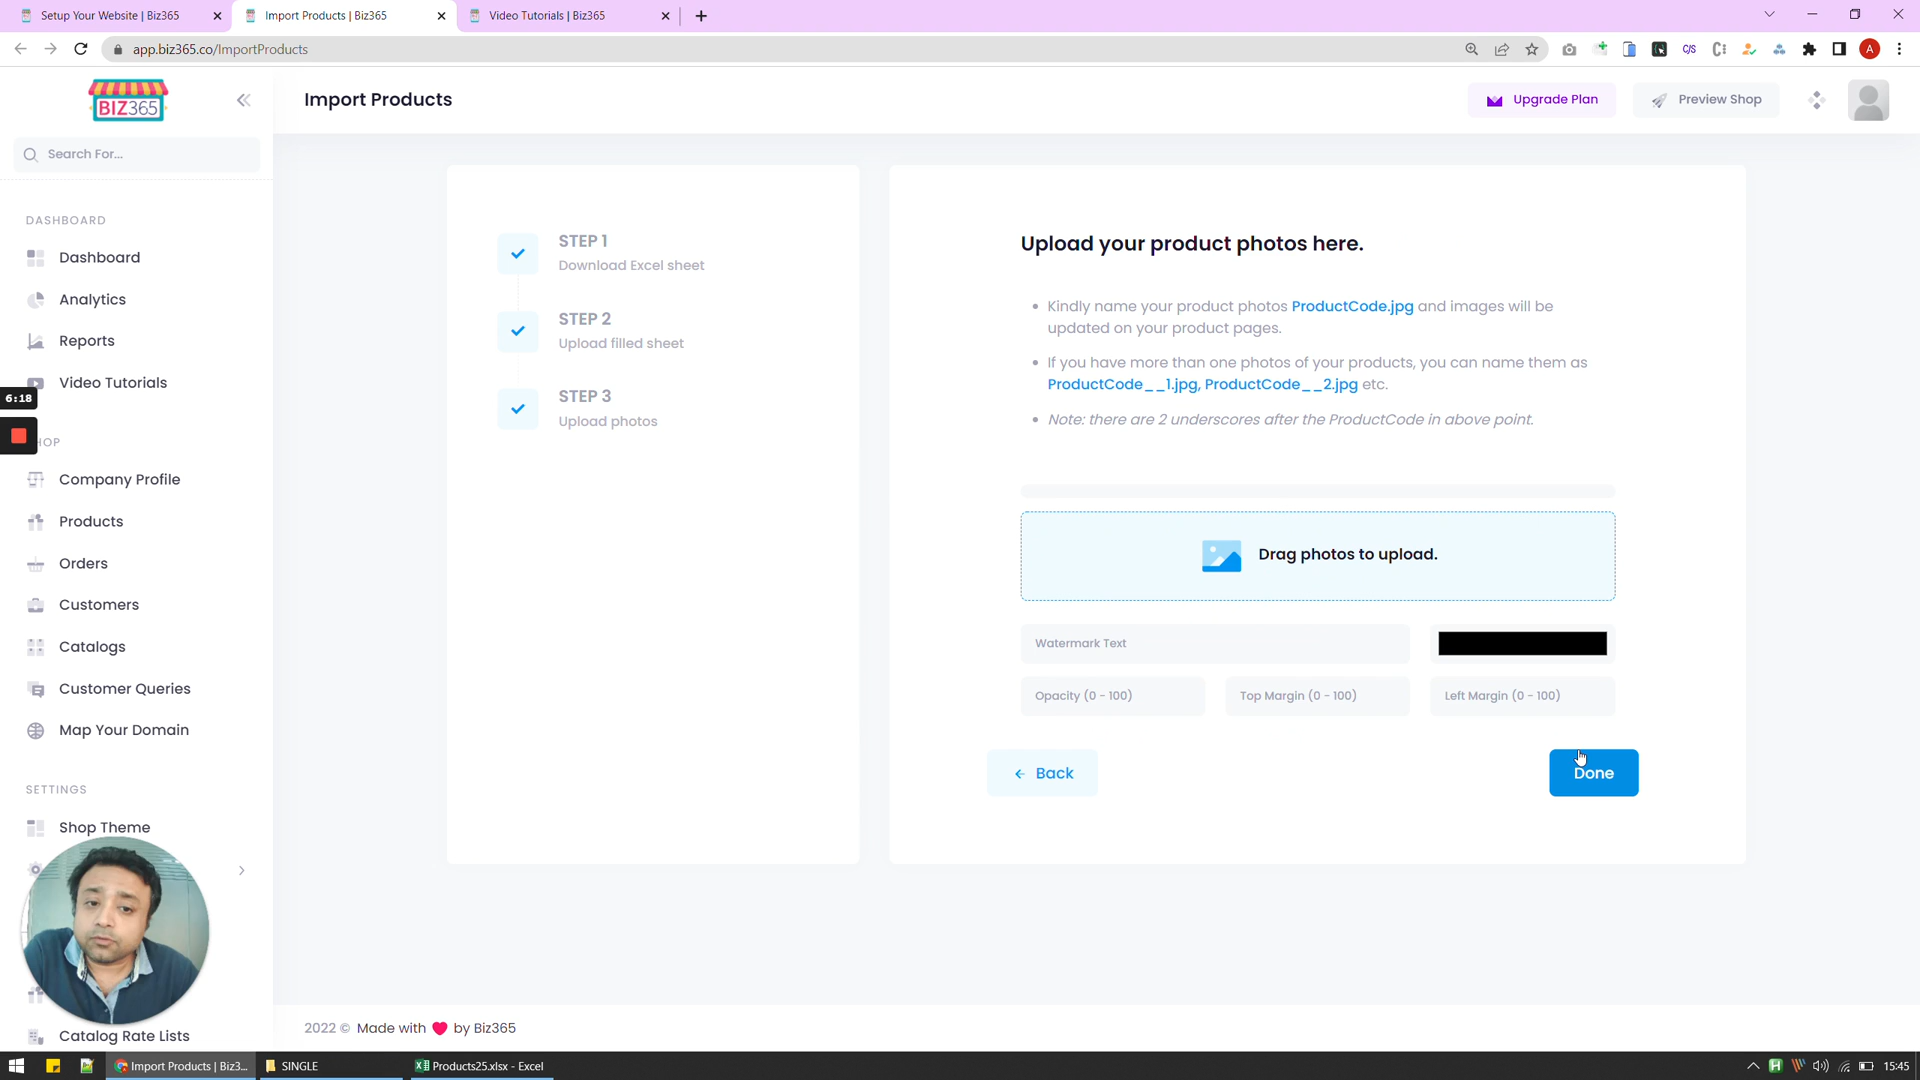 Setup Your Website | Biz365
Import Products | Biz365
Video Tutorials | Biz365
app.biz365.co/ImportProducts
BIZ365
Import Products
Upgrade Plan
Preview Shop
Search For...
DASHBOARD
Dashboard
Analytics
Reports
Video Tutorials
6:18
HOP
Company Profile
Products
Orders
Customers
Catalogs
Customer Queries
Map Your Domain
SETTINGS
Shop Theme
Catalog Rate Lists
STEP 1
Download Excel sheet
STEP 2
Upload filled sheet
STEP 3
Upload photos
Upload your product photos here.
Kindly name your product photos ProductCode.jpg and images will be
updated on your product pages.
If you have more than one photos of your products, you can name them as
ProductCode__1.jpg, ProductCode__2.jpg etc.
Note: there are 2 underscores after the ProductCode in above point.
Drag photos to upload.
Watermark Text
Opacity (0 - 100)
Top Margin (0 - 100)
Left Margin (0 - 100)
Back
Done
2022 © Made with ❤ by Biz365
Import Products | Biz3...
SINGLE
Products25.xlsx - Excel
15:45